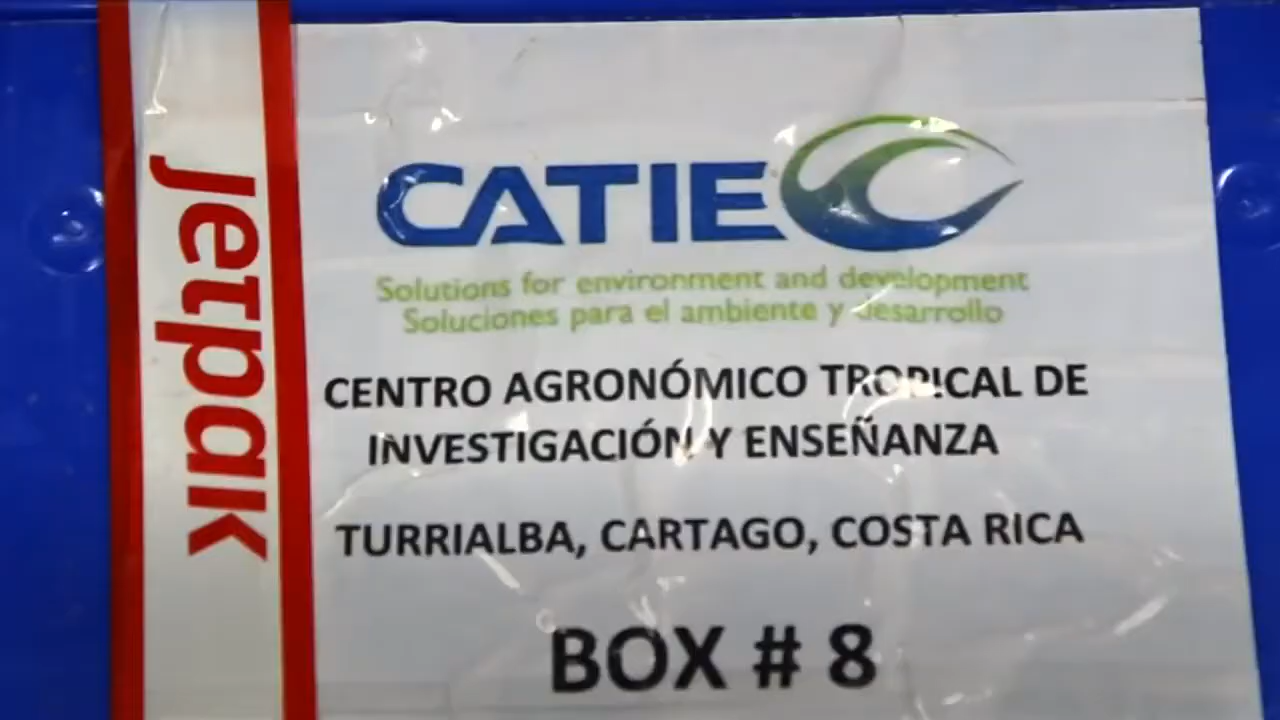 Jetpak
CATIE
Solutions for environment and development
Soluciones para el ambiente y desarrollo
CENTRO AGRONÓMICO TROPICAL DE
INVESTIGACIÓN Y ENSEÑANZA
TURRIALBA, CARTAGO, COSTA RICA
BOX # 8